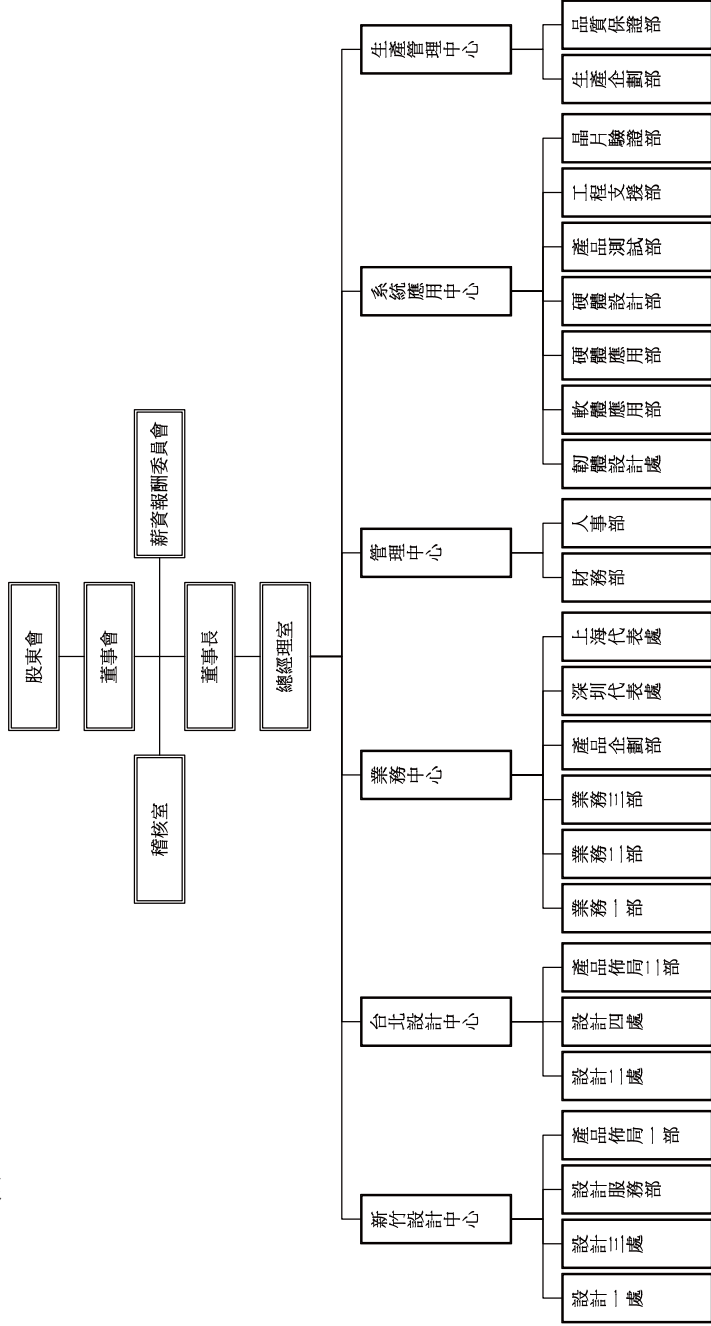 股東會
董事會
薪資報酬委員會
稽核室
董事長
總經理室
新竹設計中心
台北設計中心
業務中心
管理中心
系統應用中心
生產管理中心
設計一處
設計三處
設計服務部
產品佈局一部
設計二處
設計四處
產品佈局二部
業務一部
業務二部
業務三部
產品企劃部
深圳代表處
上海代表處
財務部
人事部
韌體設計處
軟體應用部
硬體應用部
硬體設計部
產品測試部
工程支援部
晶片驗證部
生產企劃部
品質保證部